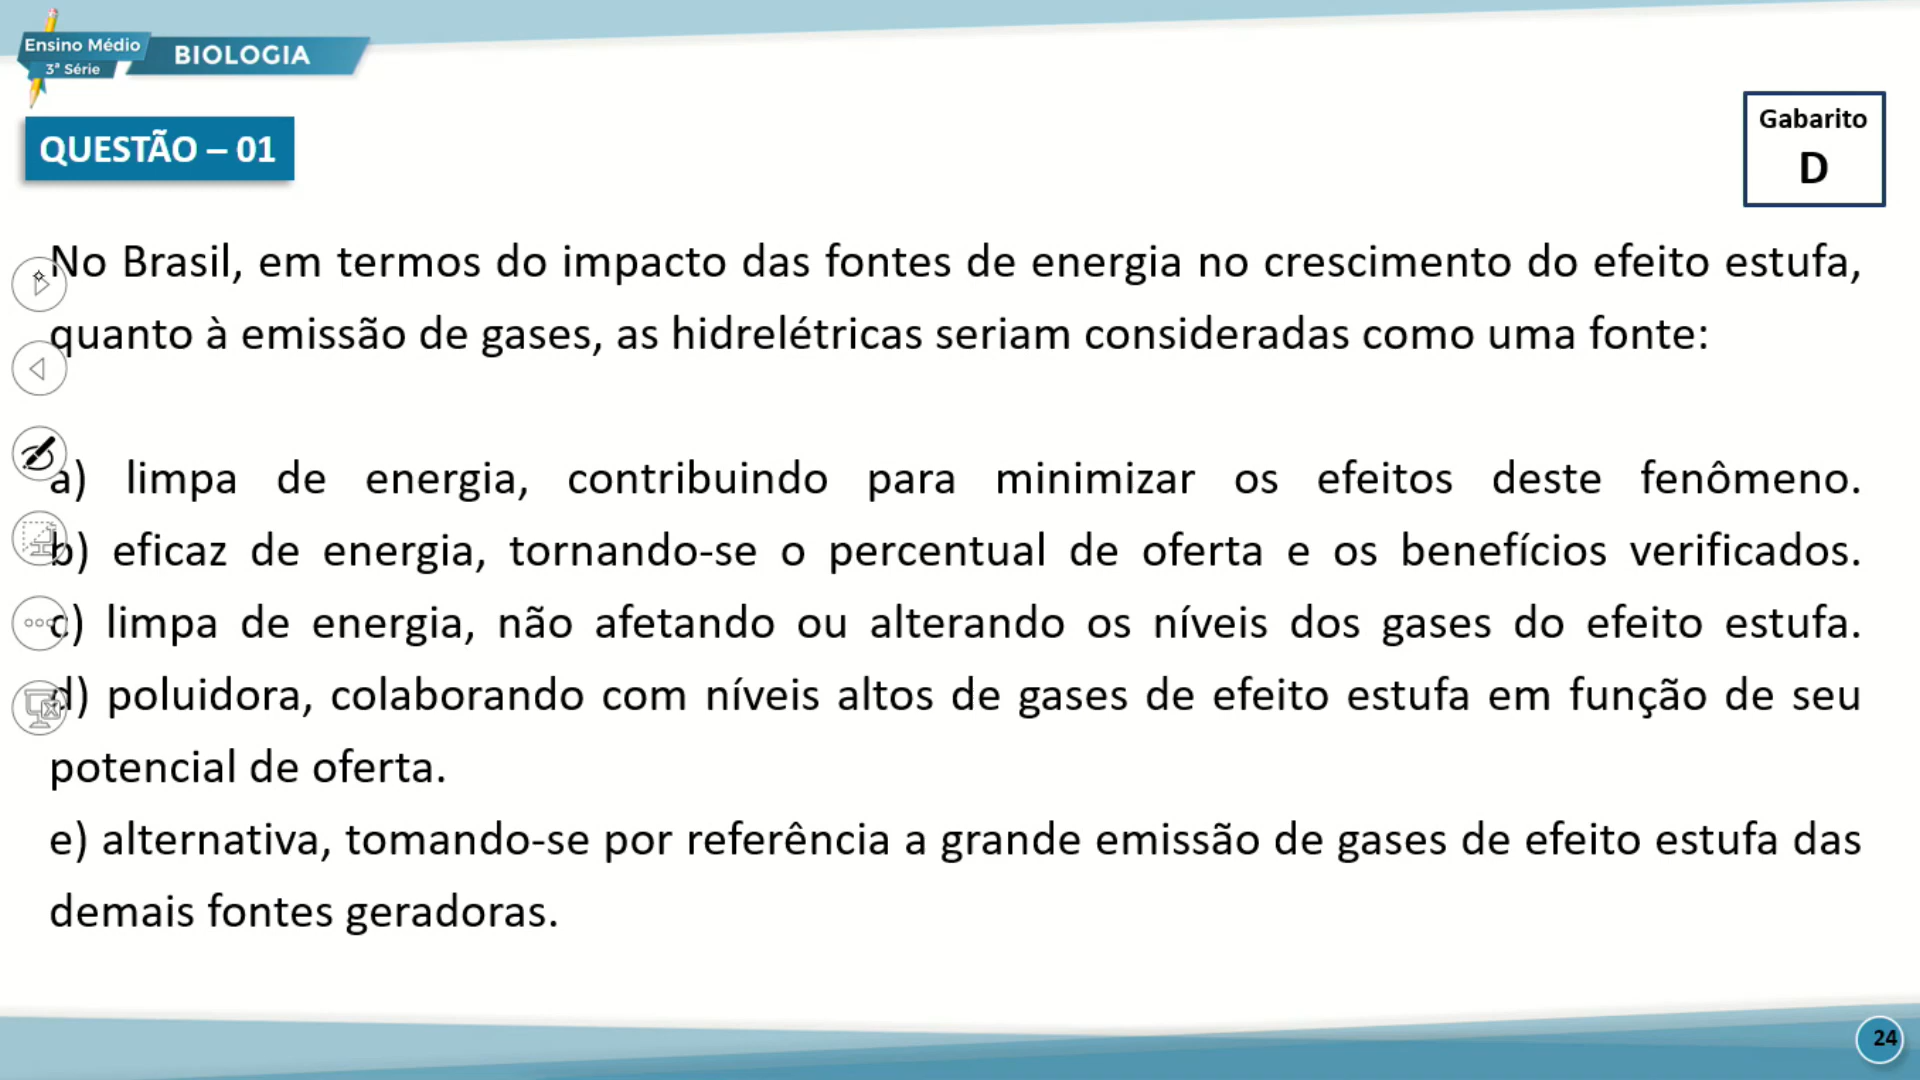 Ensino Médio
3ª Série
BIOLOGIA
QUESTÃO – 01
Gabarito
D
No Brasil, em termos do impacto das fontes de energia no crescimento do efeito estufa,
quanto à emissão de gases, as hidrelétricas seriam consideradas como uma fonte:
a) limpa de energia, contribuindo para minimizar os efeitos deste fenômeno.
b) eficaz de energia, tornando-se o percentual de oferta e os benefícios verificados.
c) limpa de energia, não afetando ou alterando os níveis dos gases do efeito estufa.
d) poluidora, colaborando com níveis altos de gases de efeito estufa em função de seu
potencial de oferta.
e) alternativa, tomando-se por referência a grande emissão de gases de efeito estufa das
demais fontes geradoras.
24